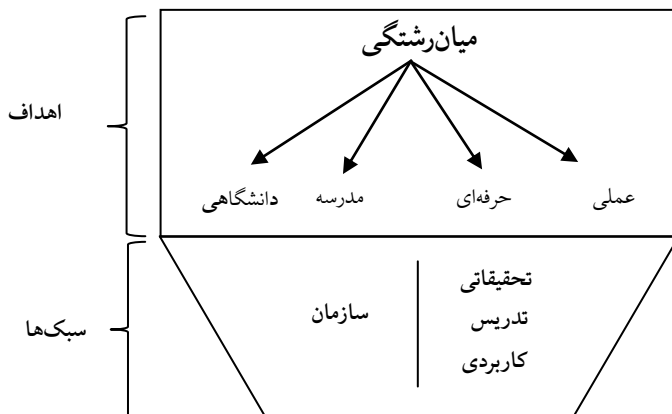 میان‌رشتگی
اهداف
عملی
حرفه‌ای
مدرسه
دانشگاهی
تحقیقاتی
تدریس
کاربردی
سازمان
سبک‌ها